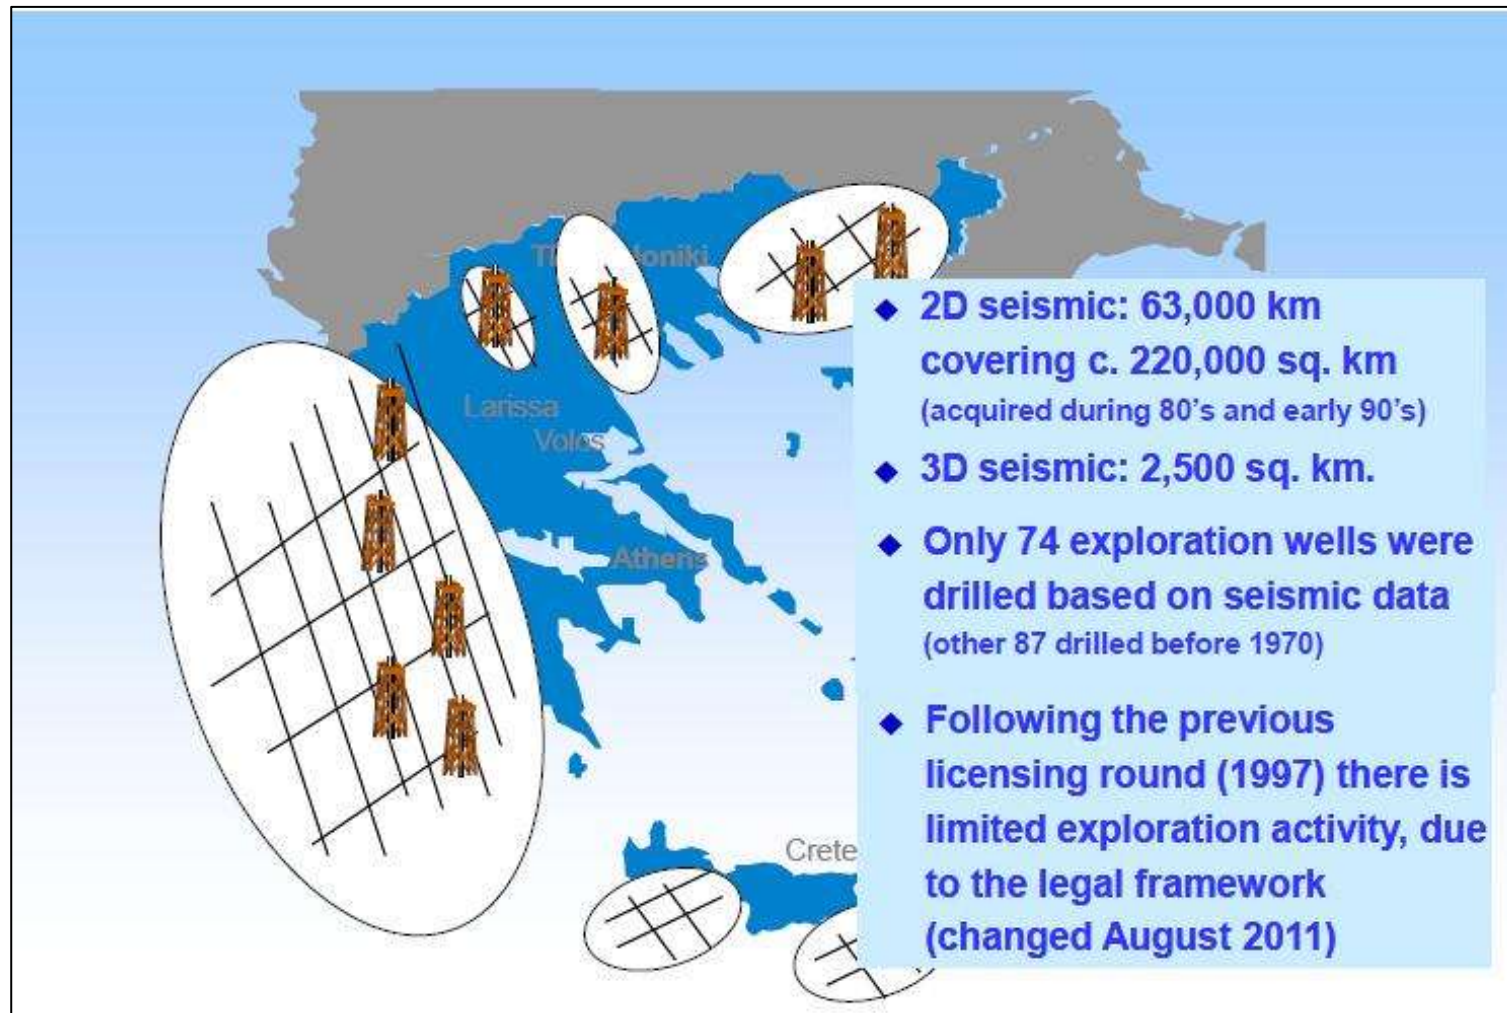 ◆ 2D seismic: 63,000 km
covering c. 220,000 sq. km
(acquired during 80's and early 90's)
◆ 3D seismic: 2,500 sq. km.
◆ Only 74 exploration wells were
drilled based on seismic data
(other 87 drilled before 1970)
◆ Following the previous
licensing round (1997) there is
limited exploration activity, due
to the legal framework
(changed August 2011)
Larissa
Volos
Athens
Crete